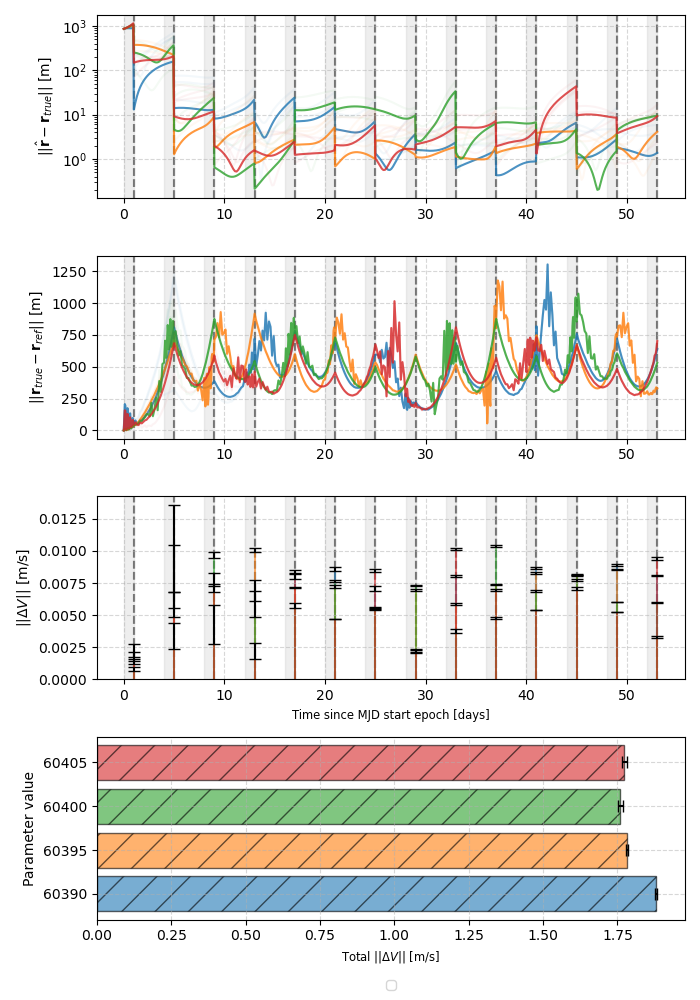 10³
10²
10¹
10⁰
||r̂ − r_true|| [m]
0 10 20 30 40 50
1250
1000
750
500
250
0
||r_true − r_ref|| [m]
0 10 20 30 40 50
0.0125
0.0100
0.0075
0.0050
0.0025
0.0000
||ΔV|| [m/s]
0 10 20 30 40 50
Time since MJD start epoch [days]
60405
60400
60395
60390
Parameter value
0.00 0.25 0.50 0.75 1.00 1.25 1.50 1.75
Total ||ΔV|| [m/s]